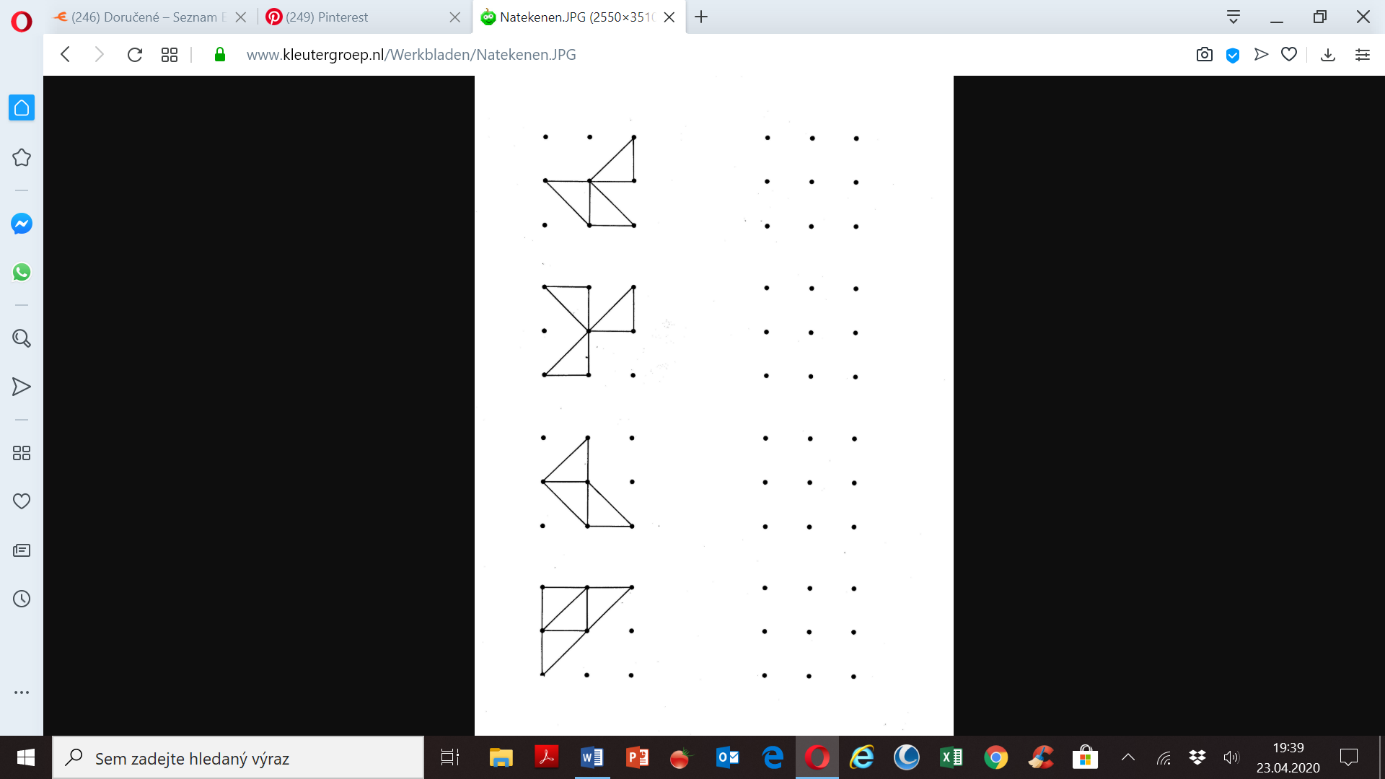 (246) Doručené – Seznam E
(249) Pinterest
Natekenen.JPG (2550×3510
www.kleutergroep.nl/Werkbladen/Natekenen.JPG
Sem zadejte hledaný výraz
19:39
23.04.2020